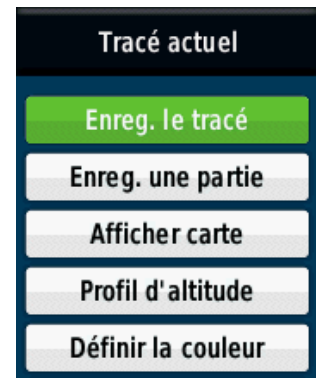 Tracé actuel
Enreg. le tracé
Enreg. une partie
Afficher carte
Profil d'altitude
Définir la couleur